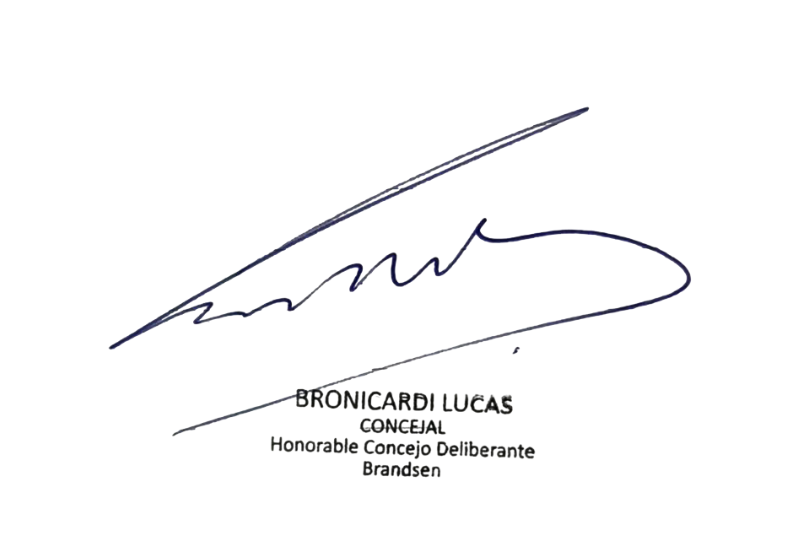 BRONICARDI LUCAS
CONCEJAL
Honorable Concejo Deliberante
Brandsen